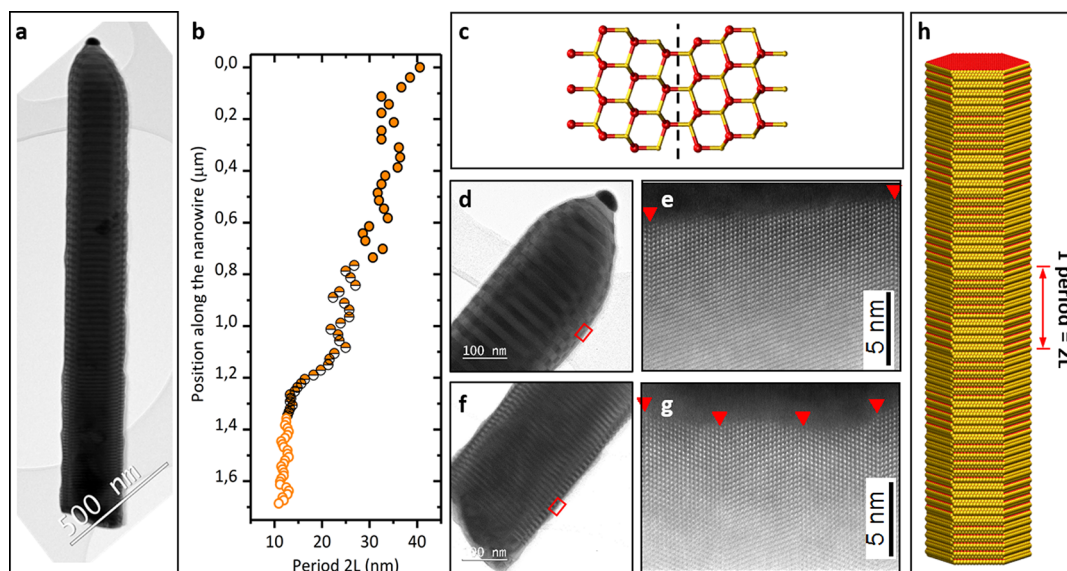 a
500 nm
b
Position along the nanowire (μm)
0,0
0,2
0,4
0,6
0,8
1,0
1,2
1,4
1,6
10 20 30 40
Period 2L (nm)
c
d
100 nm
e
5 nm
f
100 nm
g
5 nm
h
1 period = 2L